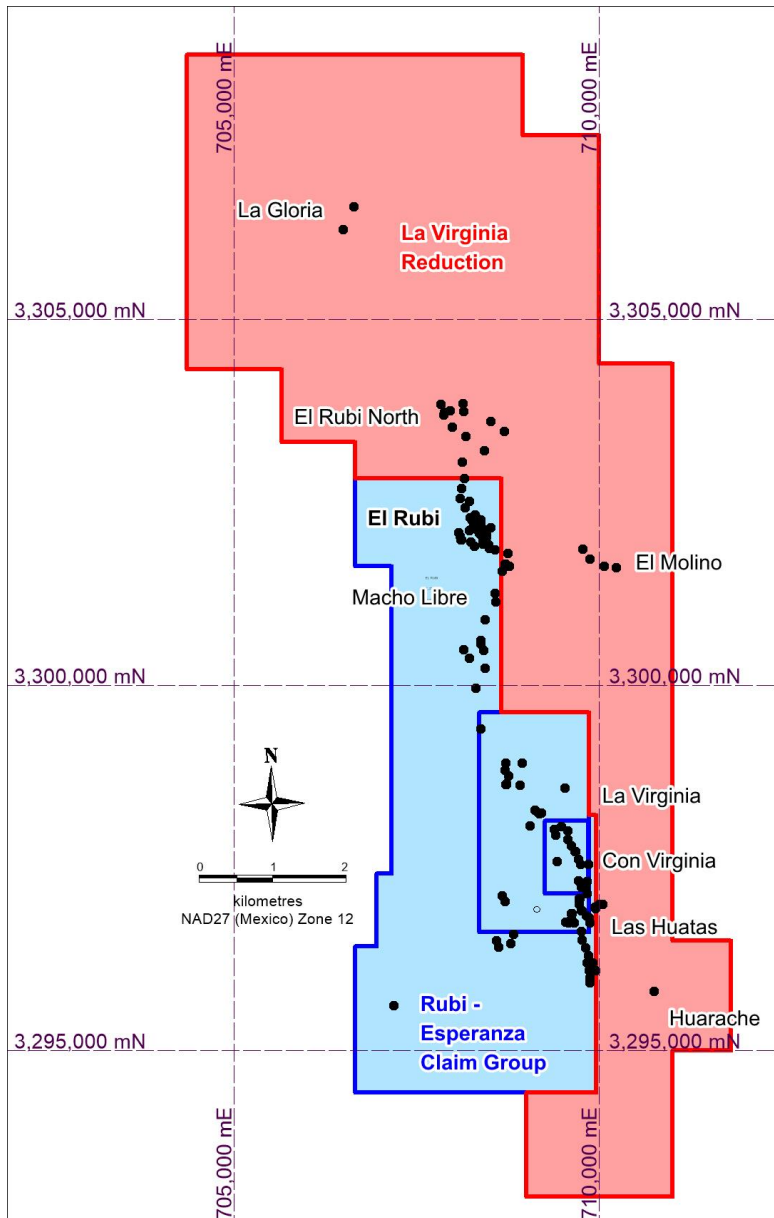 705,000 mE
710,000 mE
La Gloria
La Virginia
Reduction
3,305,000 mN
3,305,000 mN
El Rubi North
El Rubi
El Molino
Macho Libre
3,300,000 mN
3,300,000 mN
N
La Virginia
Con Virginia
0 1 2
kilometres
NAD27 (Mexico) Zone 12
Las Huatas
Rubi -
Esperanza
Claim Group
Huarache
3,295,000 mN
3,295,000 mN
705,000 mE
710,000 mE